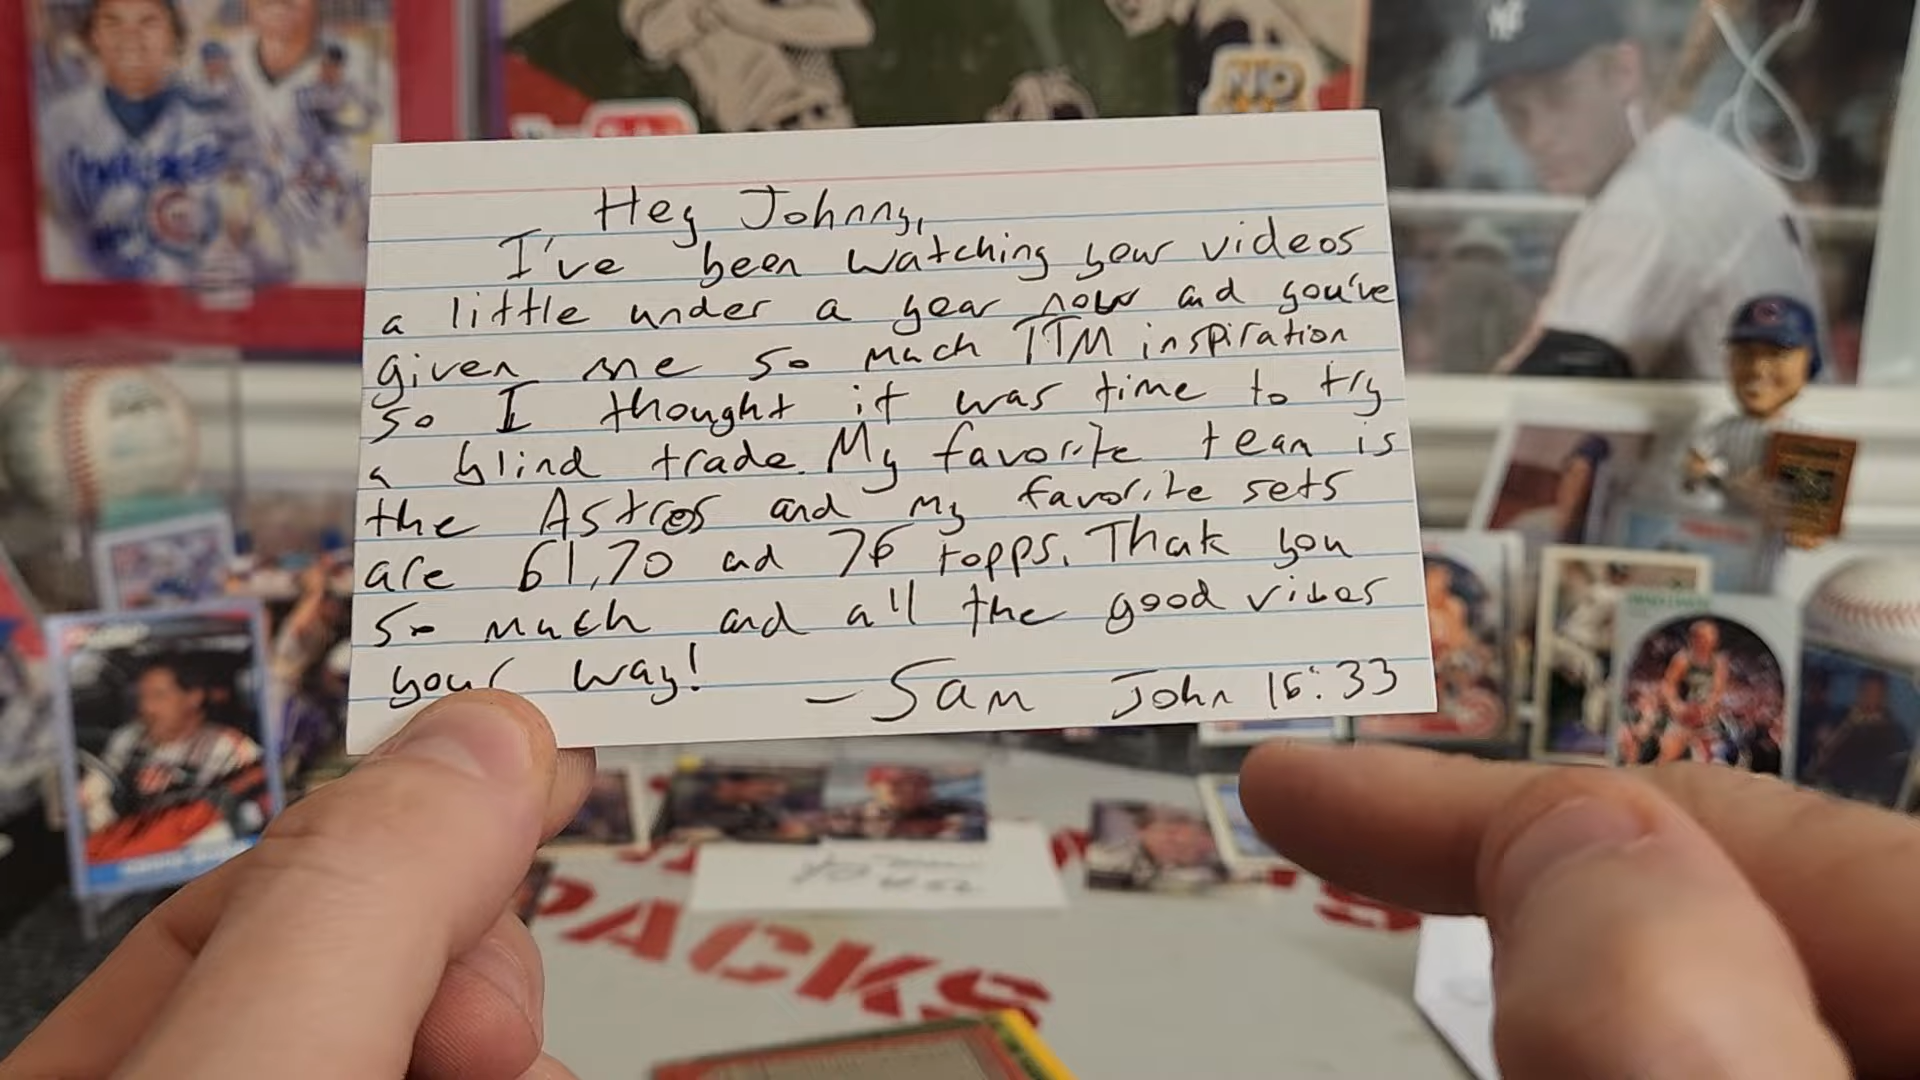 Hey Johnny,
I've been watching your videos
a little under a year now and you've
given me so much TTM inspiration
so I thought it was time to try
a blind trade. My favorite team is
the Astros and my favorite sets
are 61,70 and 76 topps. Thank you
so much and all the good vibes
your way!
-Sam John 16:33
PACKS